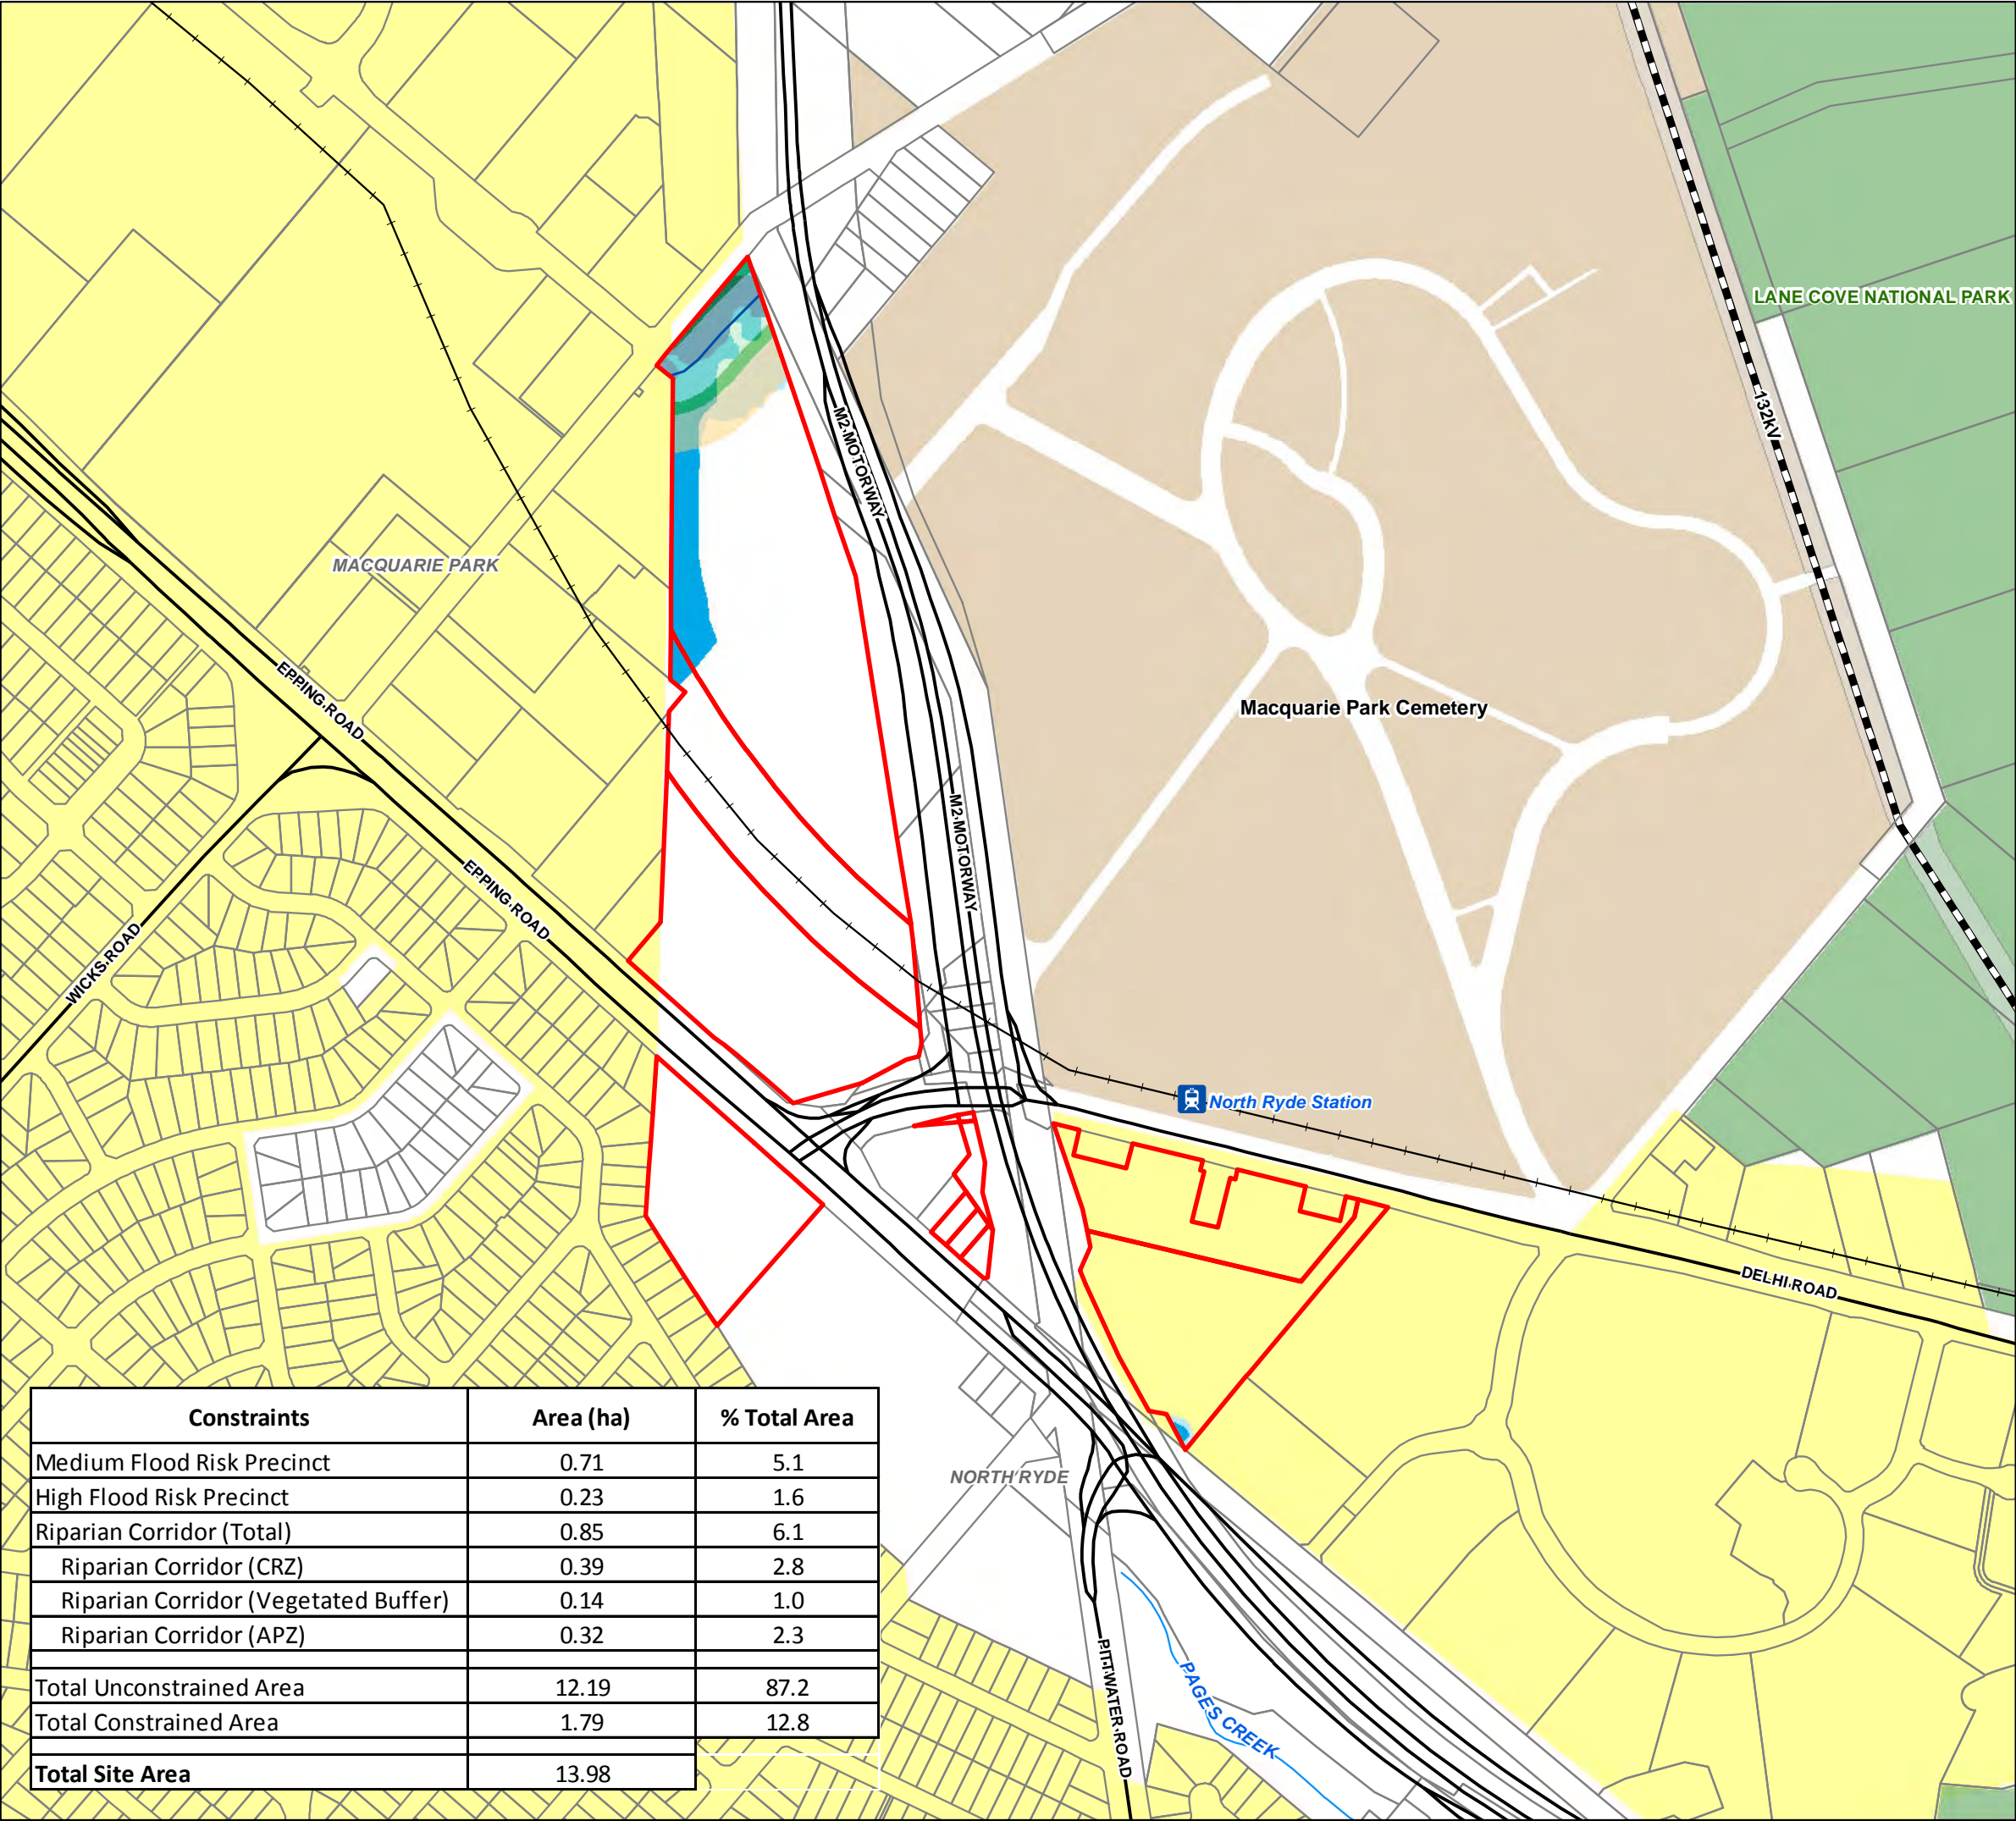 LANE COVE NATIONAL PARK
132kV
M2 MOTORWAY
MACQUARIE PARK
EPPING ROAD
Macquarie Park Cemetery
M2 MOTORWAY
EPPING ROAD
WICKS ROAD
North Ryde Station
DELHI ROAD
NORTH RYDE
PITTWATER ROAD
PAGES CREEK
Constraints Area (ha) % Total Area
Medium Flood Risk Precinct 0.71 5.1
High Flood Risk Precinct 0.23 1.6
Riparian Corridor (Total) 0.85 6.1
Riparian Corridor (CRZ) 0.39 2.8
Riparian Corridor (Vegetated Buffer) 0.14 1.0
Riparian Corridor (APZ) 0.32 2.3
Total Unconstrained Area 12.19 87.2
Total Constrained Area 1.79 12.8
Total Site Area 13.98